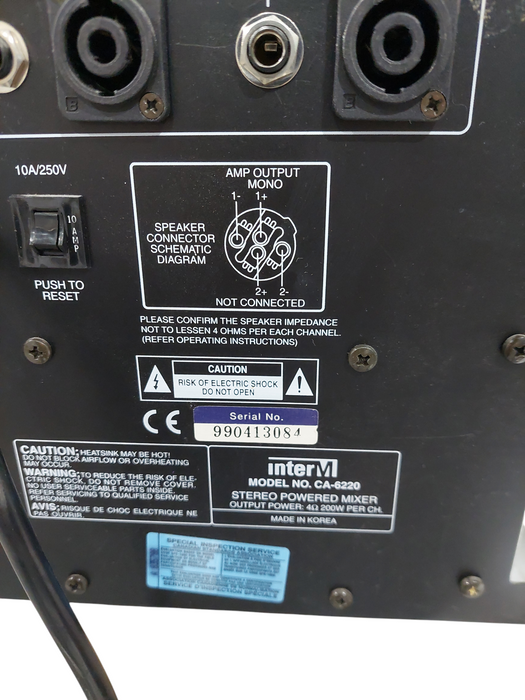 10A/250V
10
AMP
PUSH TO
RESET
AMP OUTPUT
MONO
1- 1+
SPEAKER
CONNECTOR
SCHEMATIC
DIAGRAM
2+ 2-
NOT CONNECTED
PLEASE CONFIRM THE SPEAKER IMPEDANCE
NOT TO LESSEN 4 OHMS PER EACH CHANNEL.
(REFER OPERATING INSTRUCTIONS)
CAUTION
RISK OF ELECTRIC SHOCK
DO NOT OPEN
CE
Serial No.
990413084
CAUTION: HEATSINK MAY BE HOT!
DO NOT BLOCK AIRFLOW OR OVERHEATING
MAY OCCUR.
WARNING: TO REDUCE THE RISK OF ELE-
CTRIC SHOCK, DO NOT REMOVE COVER.
NO USER SERVICEABLE PARTS INSIDE.
REFER SERVICING TO QUALIFIED SERVICE
PERSONNEL.
AVIS: RISQUE DE CHOC ELECTRIQUE NE
PAS OUVRIR.
interM
MODEL NO. CA-6220
STEREO POWERED MIXER
OUTPUT POWER: 4Ω 200W PER CH.
MADE IN KOREA
SPECIAL INSPECTION SERVICE
SERVICE D'INSPECTION SPECIALE